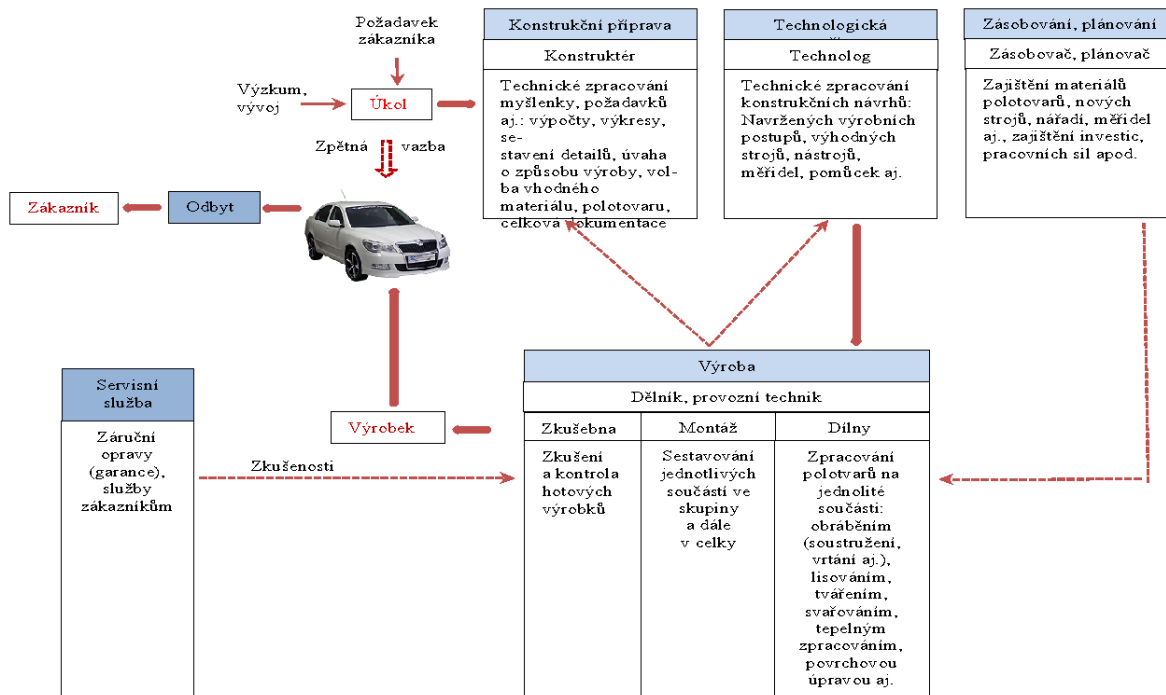 Požadavek
zákazníka
Výzkum,
vývoj
Úkol
Zpětná vazba
Zákazník
Odbyt
Konstrukční příprava
Konstruktér
Technické zpracování
myšlenky, požadavků
aj.: výpočty, výkresy,
se-
stavení detailů, úvaha
o způsobu výroby, vol-
ba vhodného
materiálu, polotovaru,
celková dokumentace
Technologická
Technolog
Technické zpracování
konstrukčních návrhů:
Navržených výrobních
postupů, výhodných
strojů, nástrojů,
měřidel, pomůcek aj.
Zásobování, plánování
Zásobovač, plánovač
Zajištění materiálů
polotovarů, nových
strojů, nářadí, měřidel
aj., zajištění investic,
pracovních sil apod.
Servisní
služba
Záruční
opravy
(garance),
služby
zákazníkům
Zkušenosti
Výrobek
Výroba
Dělník, provozní technik
Zkušebna
Zkušení
a kontrola
hotových
výrobků
Montáž
Sestavování
jednotlivých
součástí ve
skupiny
a dále
v celky
Dílny
Zpracování
polotvarů na
jednolité
součásti:
obráběním
(soustružení,
vrtání aj.),
lisováním,
tvářením,
svařováním,
tepelným
zpracováním,
povrchovou
úpravou aj.